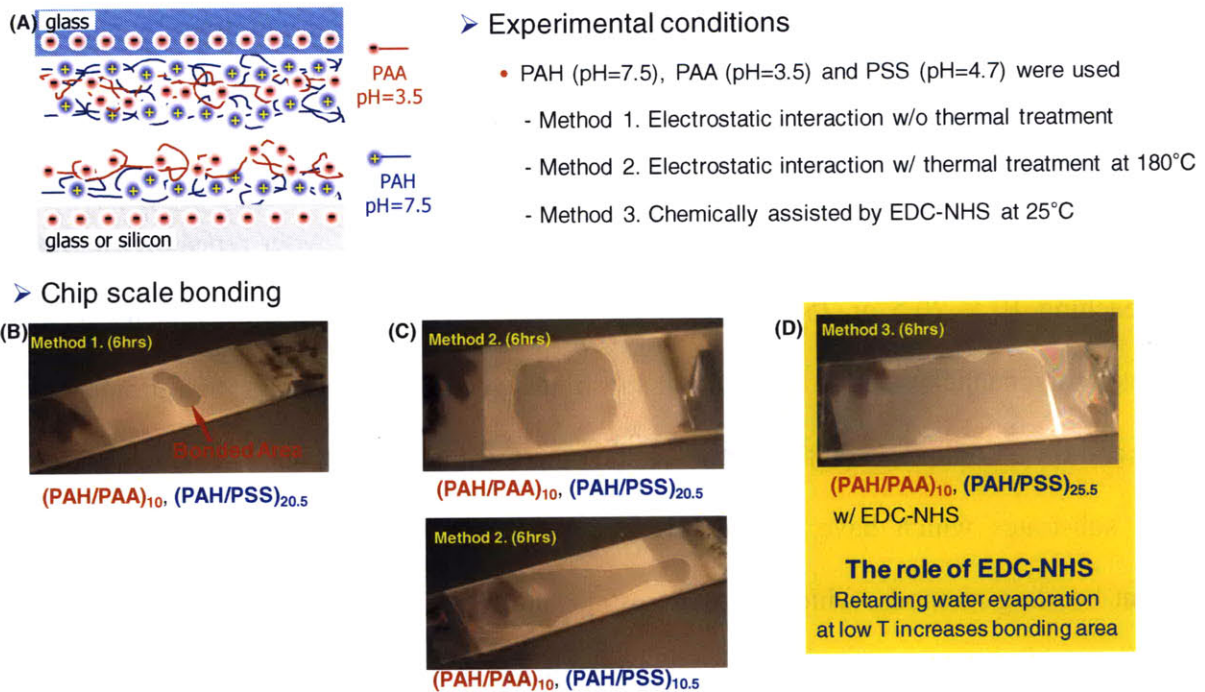 (A) glass
PAA
pH=3.5
PAH
pH=7.5
glass or silicon
➢ Experimental conditions
• PAH (pH=7.5), PAA (pH=3.5) and PSS (pH=4.7) were used
- Method 1. Electrostatic interaction w/o thermal treatment
- Method 2. Electrostatic interaction w/ thermal treatment at 180°C
- Method 3. Chemically assisted by EDC-NHS at 25°C
➢ Chip scale bonding
(B)
Method 1. (6hrs)
Bonded Area
(PAH/PAA)10, (PAH/PSS)20.5
(C)
Method 2. (6hrs)
(PAH/PAA)10, (PAH/PSS)20.5
Method 2. (6hrs)
(PAH/PAA)10, (PAH/PSS)10.5
(D)
Method 3. (6hrs)
(PAH/PAA)10, (PAH/PSS)25.5
w/ EDC-NHS
The role of EDC-NHS
Retarding water evaporation
at low T increases bonding area